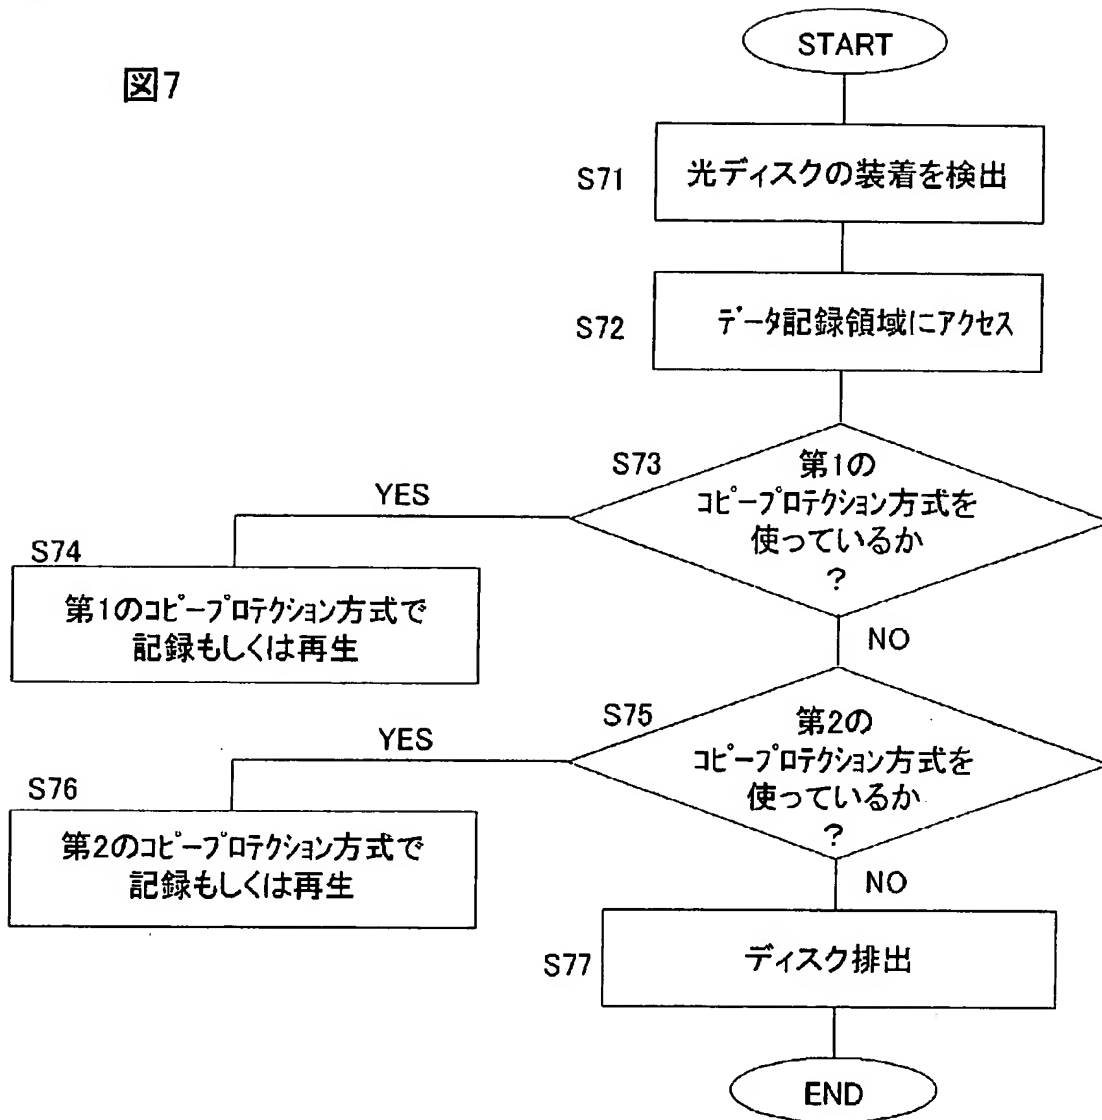 図7
START
S71
光ディスクの装着を検出
S72
データ記録領域にアクセス
S73
第1の
コピープロテクション方式を
使っているか
?
YES
NO
S74
第1のコピープロテクション方式で
記録もしくは再生
S75
第2の
コピープロテクション方式を
使っているか
?
YES
NO
S76
第2のコピープロテクション方式で
記録もしくは再生
S77
ディスク排出
END